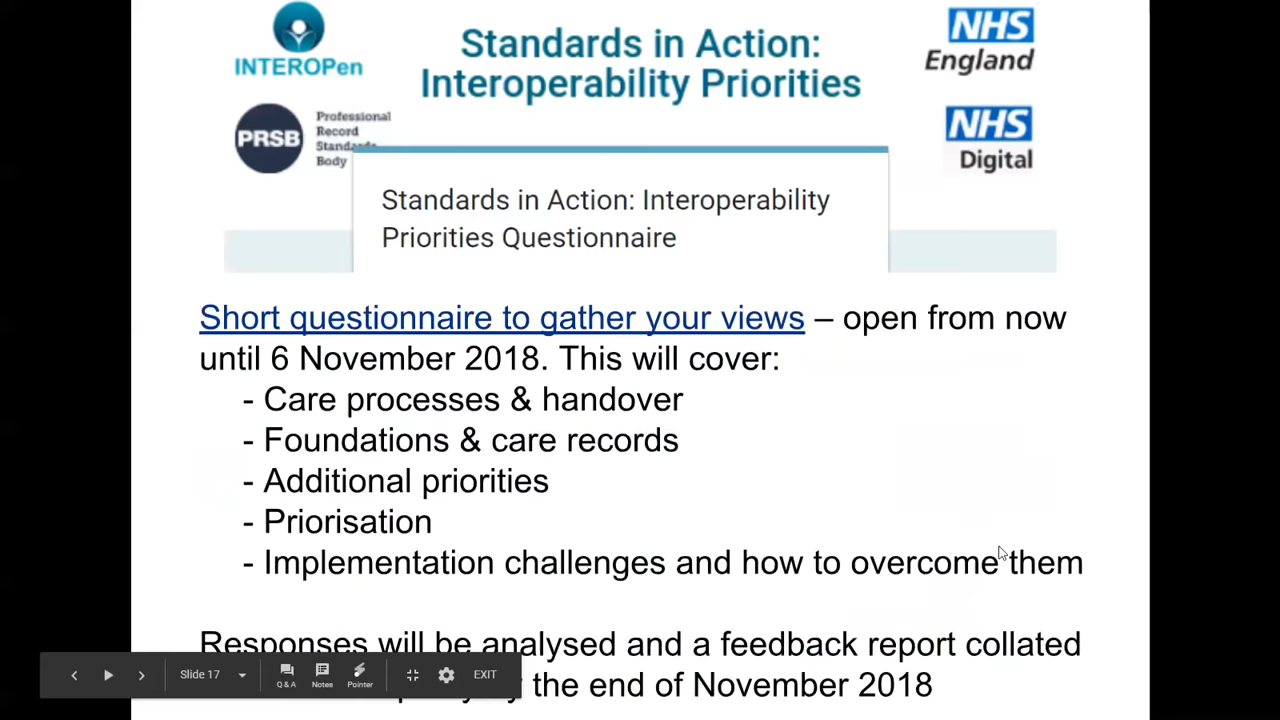 INTEROPen
Standards in Action:
Interoperability Priorities
NHS
England
PRSB
Professional
Record
Standards
Body
NHS
Digital
Standards in Action: Interoperability
Priorities Questionnaire
Short questionnaire to gather your views – open from now
until 6 November 2018. This will cover:
- Care processes & handover
- Foundations & care records
- Additional priorities
- Priorisation
- Implementation challenges and how to overcome them
Responses will be analysed and a feedback report collated
the end of November 2018
Slide 17
Q & A
Notes
Pointer
EXIT